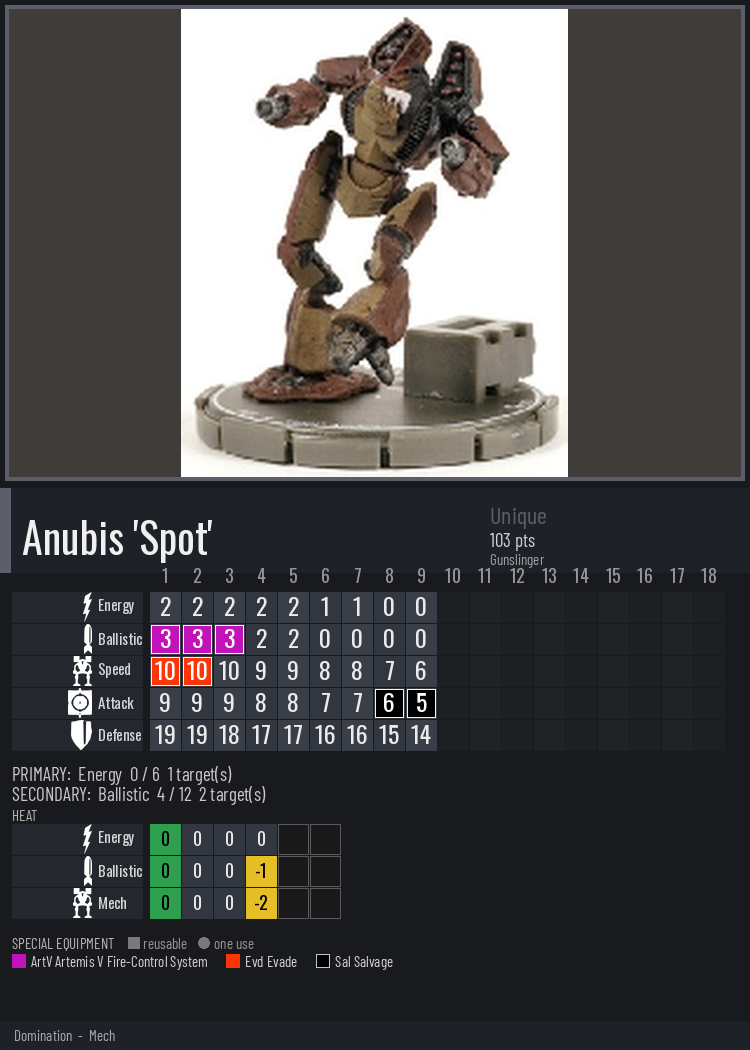 Anubis 'Spot'
Unique
103 pts
Gunslinger
1 2 3 4 5 6 7 8 9 10 11 12 13 14 15 16 17 18
Energy 2 2 2 2 2 1 1 0 0
Ballistic 3 3 3 2 2 0 0 0 0
Speed 10 10 10 9 9 8 8 7 6
Attack 9 9 9 8 8 7 7 6 5
Defense 19 19 18 17 17 16 16 15 14
PRIMARY: Energy 0 / 6 1 target(s)
SECONDARY: Ballistic 4 / 12 2 target(s)
HEAT
Energy 0 0 0 0
Ballistic 0 0 0 -1
Mech 0 0 0 -2
SPECIAL EQUIPMENT reusable one use
ArtV Artemis V Fire-Control System Evd Evade Sal Salvage
Domination - Mech